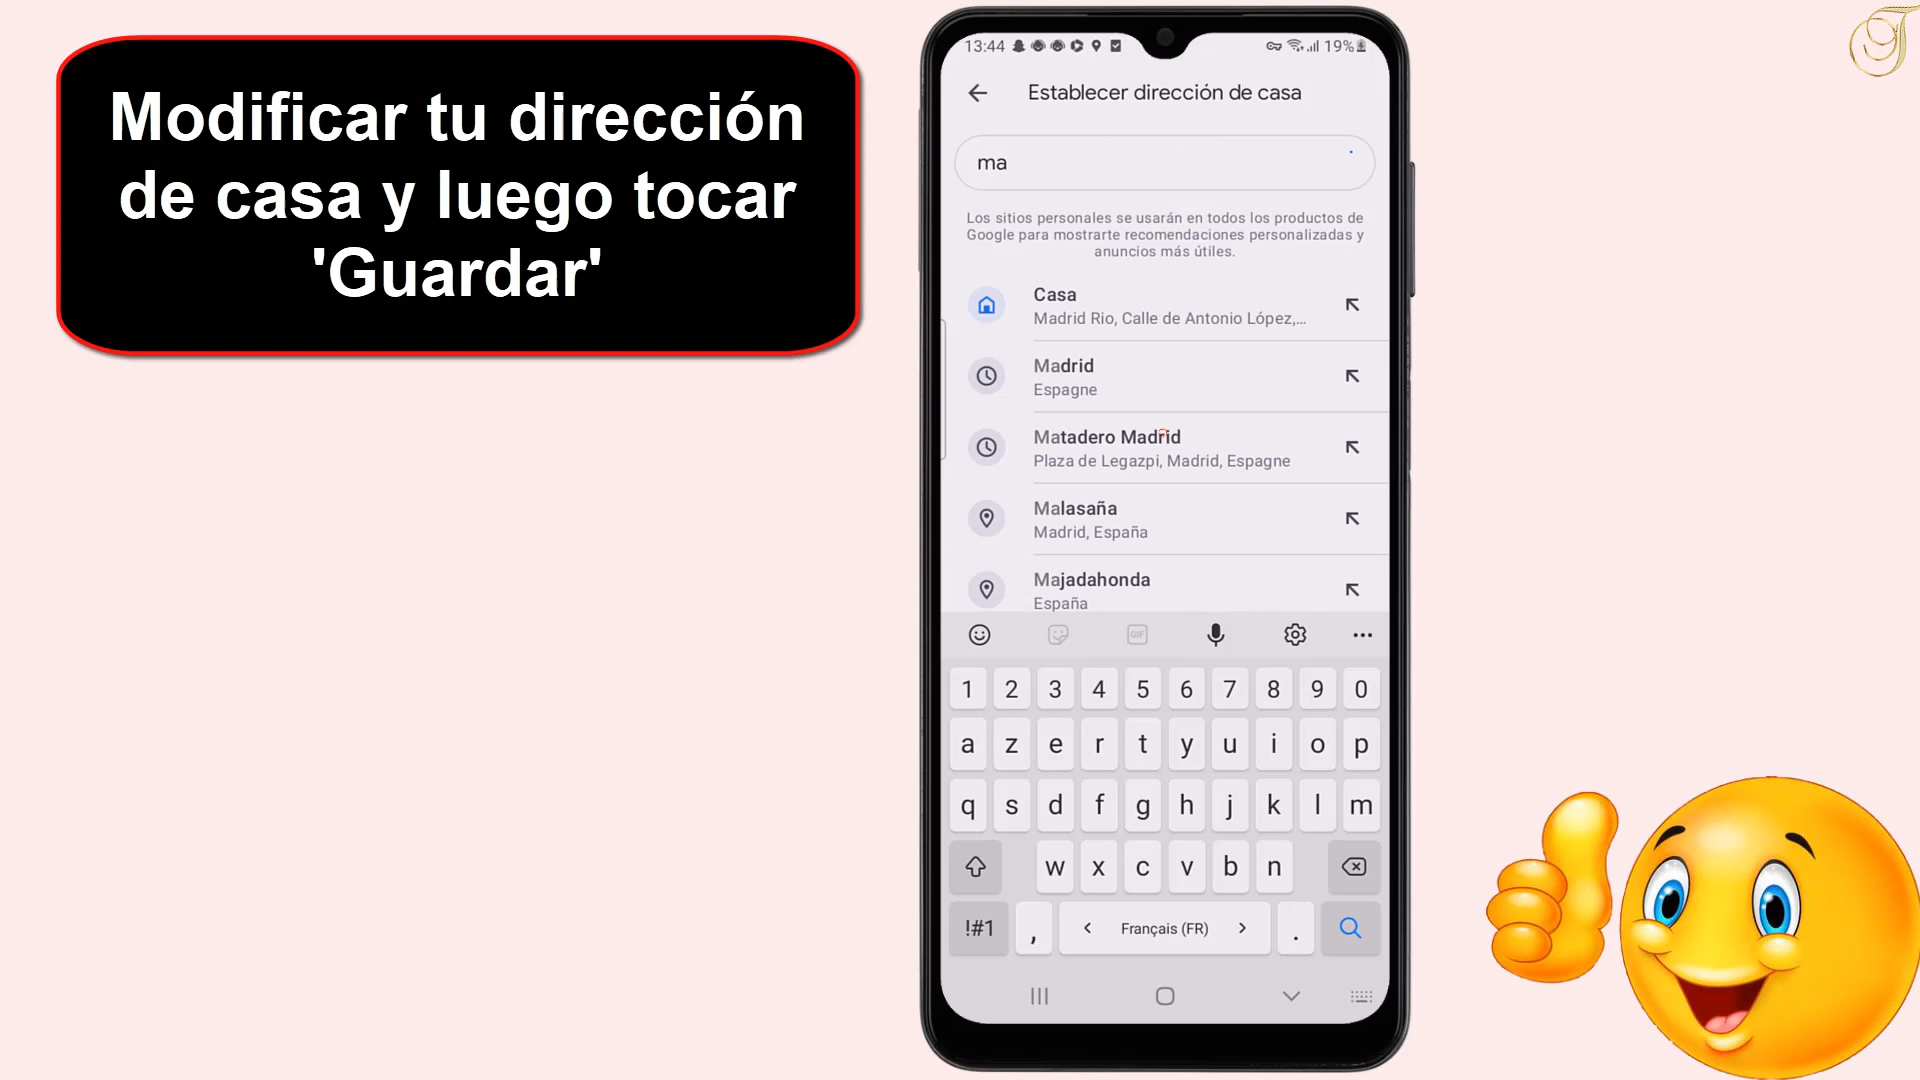 Modificar tu dirección
de casa y luego tocar
'Guardar'
13:44
19%
Establecer dirección de casa
ma
Los sitios personales se usarán en todos los productos de
Google para mostrarte recomendaciones personalizadas y
anuncios más útiles.
Casa
Madrid Rio, Calle de Antonio López,...
Madrid
Espagne
Matadero Madrid
Plaza de Legazpi, Madrid, Espagne
Malasaña
Madrid, España
Majadahonda
España
GIF
1 2 3 4 5 6 7 8 9 0
a z e r t y u i o p
q s d f g h j k l m
w x c v b n
!#1 , < Français (FR) > .